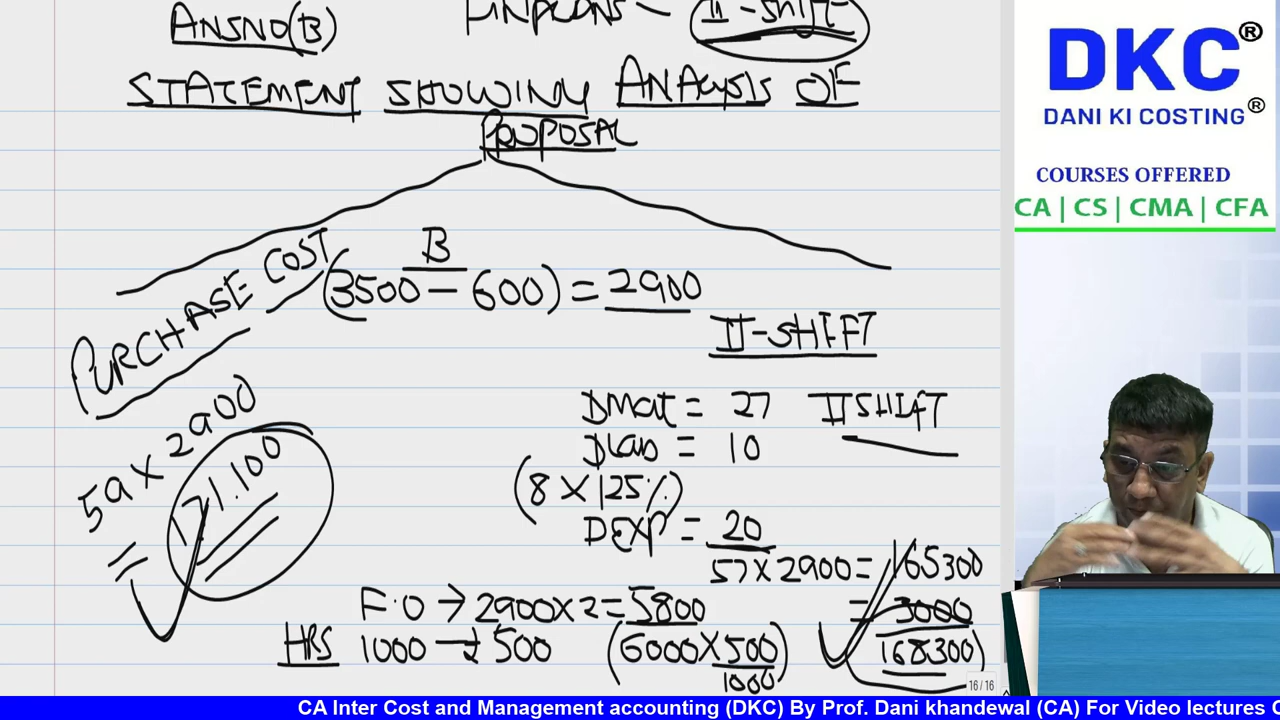 ANSNO(B)
II-SHIFT
STATEMENT SHOWING ANALYSIS OF
PROPOSAL
PURCHASE COST
B
(3500 - 600) = 2900
59 X 2900
= 171.100
II-SHIFT
DMat = 27 II SHIFT
DLab = 10
(8 X 125%)
DEXP = 20
57 X 2900 = 165300
F.O → 2900 X 2 = 5800 = 3000
HRS 1000 → 500 (6000 X 500/1000) 168300
16/16
DKC®
DANI KI COSTING®
COURSES OFFERED
CA | CS | CMA | CFA
CA Inter Cost and Management accounting (DKC) By Prof. Dani khandewal (CA) For Video lectures C